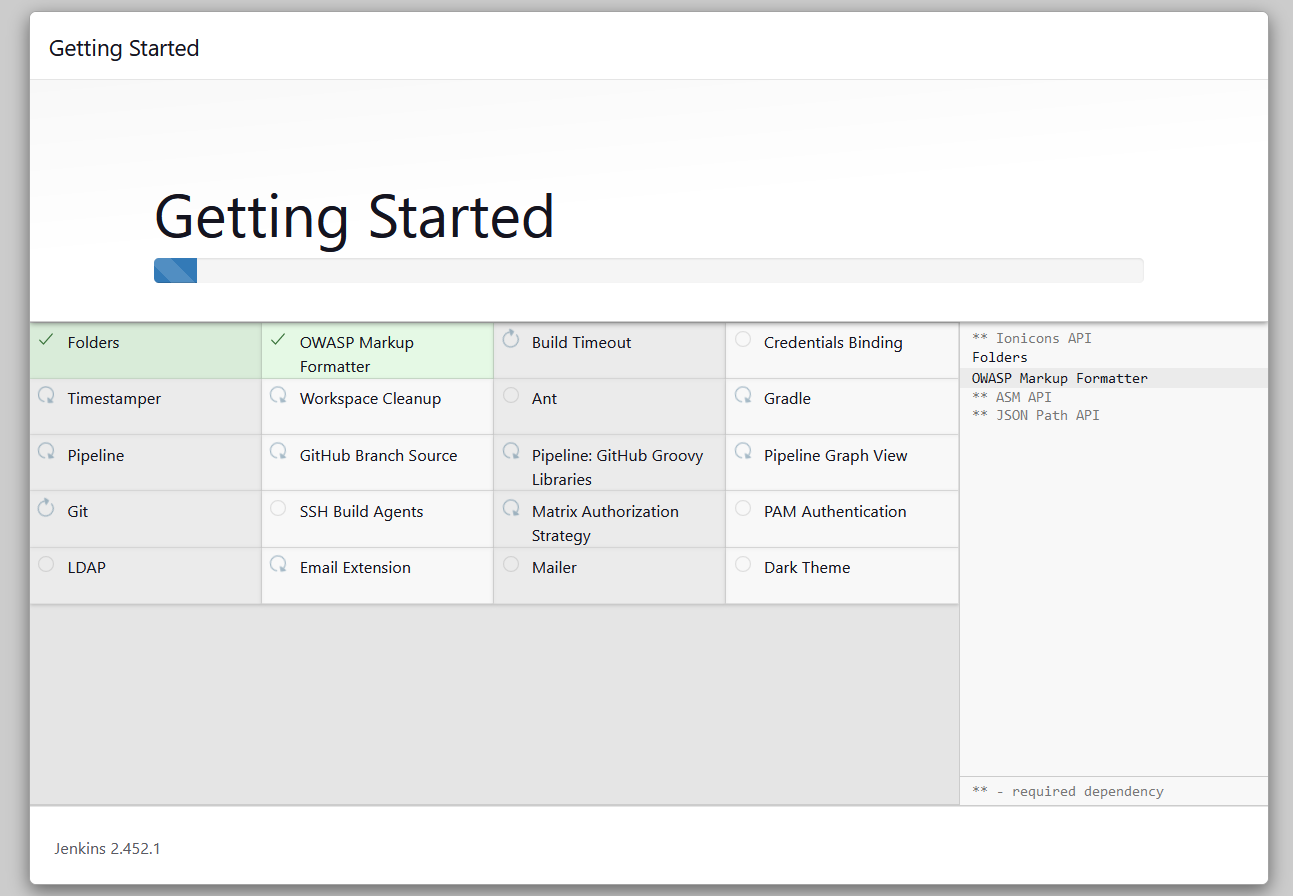 Getting Started
Getting Started
Folders
OWASP Markup
Formatter
Build Timeout
Credentials Binding
Timestamper
Workspace Cleanup
Ant
Gradle
Pipeline
GitHub Branch Source
Pipeline: GitHub Groovy
Libraries
Pipeline Graph View
Git
SSH Build Agents
Matrix Authorization
Strategy
PAM Authentication
LDAP
Email Extension
Mailer
Dark Theme
** Ionicons API
Folders
OWASP Markup Formatter
** ASM API
** JSON Path API
** - required dependency
Jenkins 2.452.1